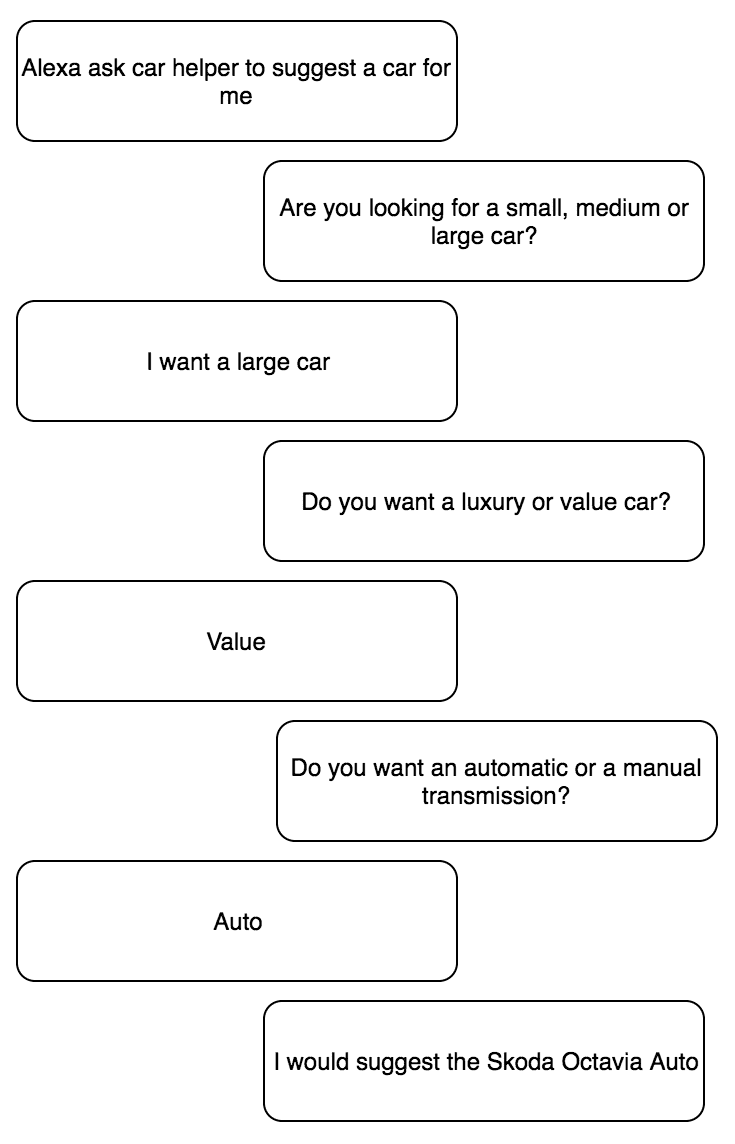 Alexa ask car helper to suggest a car for
me
Are you looking for a small, medium or
large car?
I want a large car
Do you want a luxury or value car?
Value
Do you want an automatic or a manual
transmission?
Auto
I would suggest the Skoda Octavia Auto